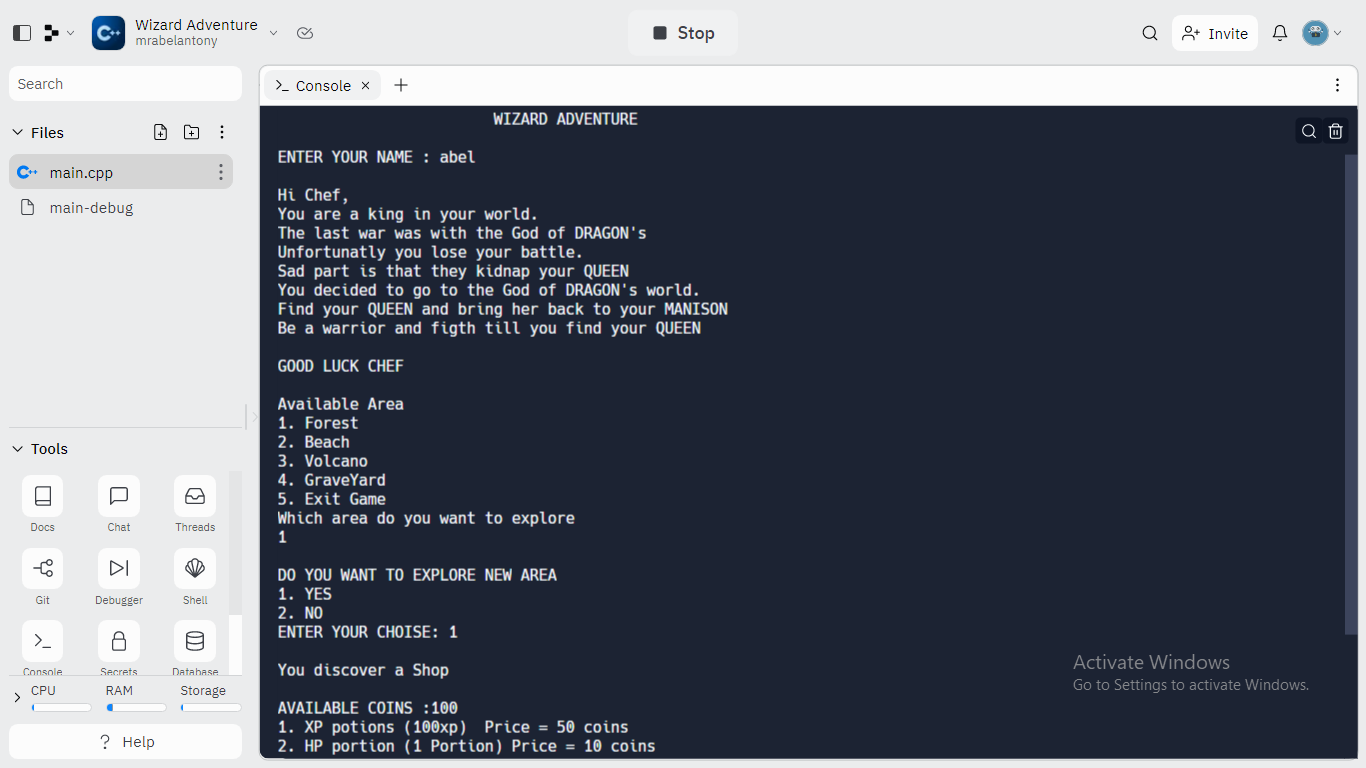 Wizard Adventure
mrabelantony
Stop
Invite
Search
Files
main.cpp
main-debug
Tools
Docs
Chat
Threads
Git
Debugger
Shell
Console
Secrets
Database
CPU
RAM
Storage
? Help
>_ Console
WIZARD ADVENTURE
ENTER YOUR NAME : abel
Hi Chef,
You are a king in your world.
The last war was with the God of DRAGON's
Unfortunatly you lose your battle.
Sad part is that they kidnap your QUEEN
You decided to go to the God of DRAGON's world.
Find your QUEEN and bring her back to your MANISON
Be a warrior and figth till you find your QUEEN
GOOD LUCK CHEF
Available Area
1. Forest
2. Beach
3. Volcano
4. GraveYard
5. Exit Game
Which area do you want to explore
1
DO YOU WANT TO EXPLORE NEW AREA
1. YES
2. NO
ENTER YOUR CHOISE: 1
You discover a Shop
AVAILABLE COINS :100
1. XP potions (100xp)  Price = 50 coins
2. HP portion (1 Portion) Price = 10 coins
Activate Windows
Go to Settings to activate Windows.